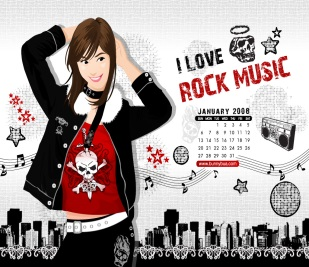 I LOVE
ROCK MUSIC
JANUARY 2008
SUN MON TUE WED THU FRI SAT
1 2 3 4 5
6 7 8 9 10 11 12
13 14 15 16 17 18 19
20 21 22 23 24 25 26
27 28 29 30 31